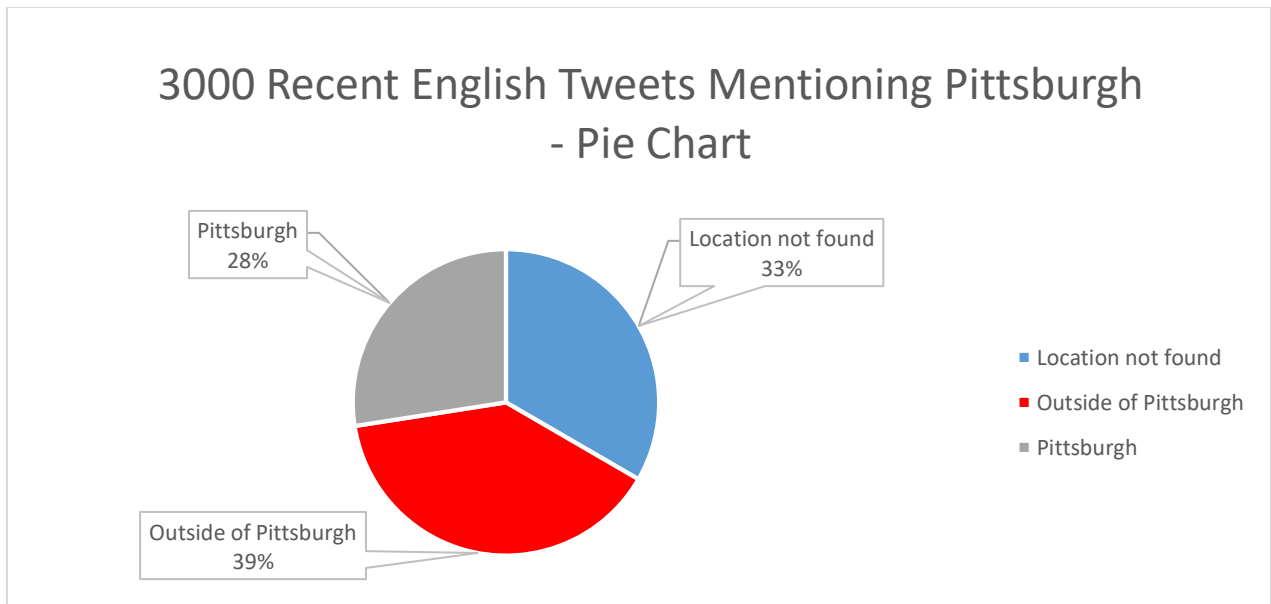 3000 Recent English Tweets Mentioning Pittsburgh
- Pie Chart
Pittsburgh
28%
Location not found
33%
Outside of Pittsburgh
39%
Location not found
Outside of Pittsburgh
Pittsburgh